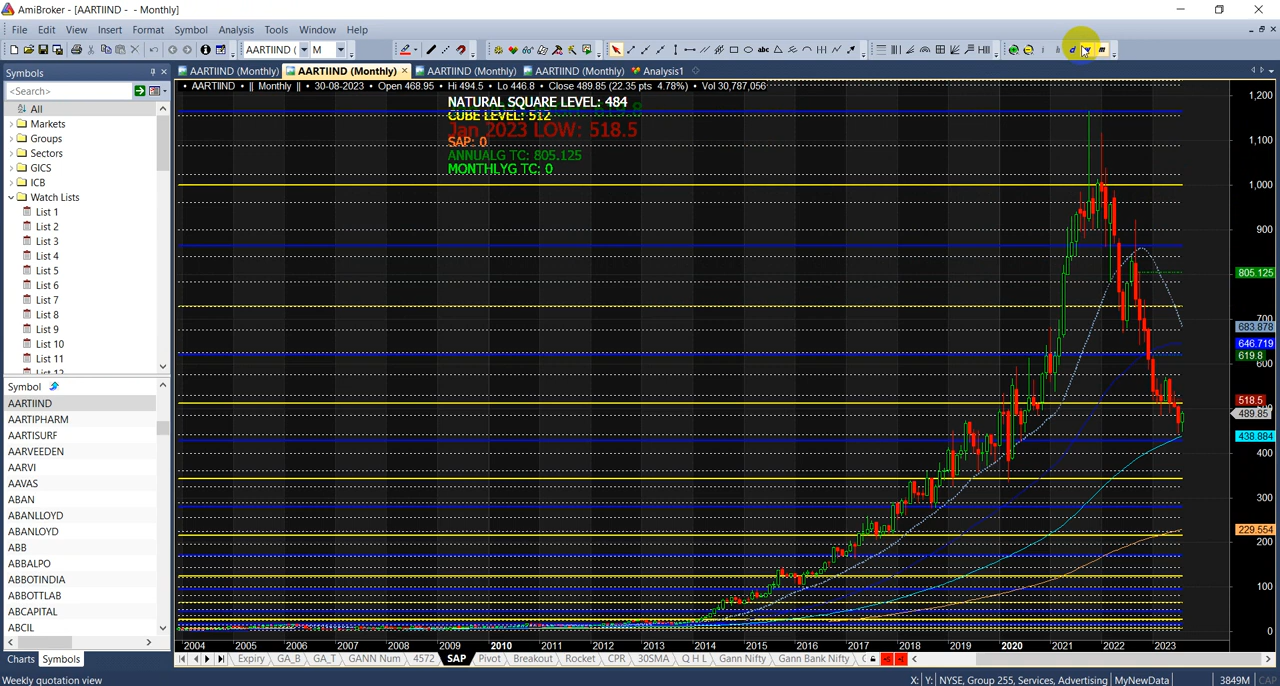 AmiBroker - [AARTIIND - - Monthly]
File Edit View Insert Format Symbol Analysis Tools Window Help
AARTIIND ( M
abc
i h d w m
Symbols
<Search>
AARTIIND (Monthly) AARTIIND (Monthly) AARTIIND (Monthly) AARTIIND (Monthly) Analysis1
• AARTIIND • || Monthly | • 30-08-2023 • Open 468.95 • Hi 494.5 • Lo 446.8 • Close 489.85 (22.35 pts 4.78%) • Vol 30,787,056
All
Markets
Groups
Sectors
GICS
ICB
Watch Lists
List 1
List 2
List 3
List 4
List 5
List 6
List 7
List 8
List 9
List 10
List 11
List 12
Symbol
AARTIIND
AARTIPHARM
AARTISURF
AARVEEDEN
AARVI
AAVAS
ABAN
ABANLLOYD
ABANLOYD
ABB
ABBALPO
ABBOTINDIA
ABBOTTLAB
ABCAPITAL
ABCIL
Charts Symbols
NATURAL SQUARE LEVEL: 484
CUBE LEVEL: 512
Jan 2023 LOW: 518.5
SAP: 0
ANNUALG TC: 805.125
MONTHLYG TC: 0
1,200
1,100
1,000
900
805.125
700
683.878
646.719
619.8
600
518.5
489.85
438.884
400
300
229.554
200
100
0
2004 2005 2006 2007 2008 2009 2010 2011 2012 2013 2014 2015 2016 2017 2018 2019 2020 2021 2022 2023
Expiry GA_B GA_T GANN Num 4572 SAP Pivot Breakout Rocket CPR 30SMA Q H L Gann Nifty Gann Bank Nifty
Weekly quotation view
X: Y: NYSE, Group 255, Services, Advertising MyNewData 3849M CAP